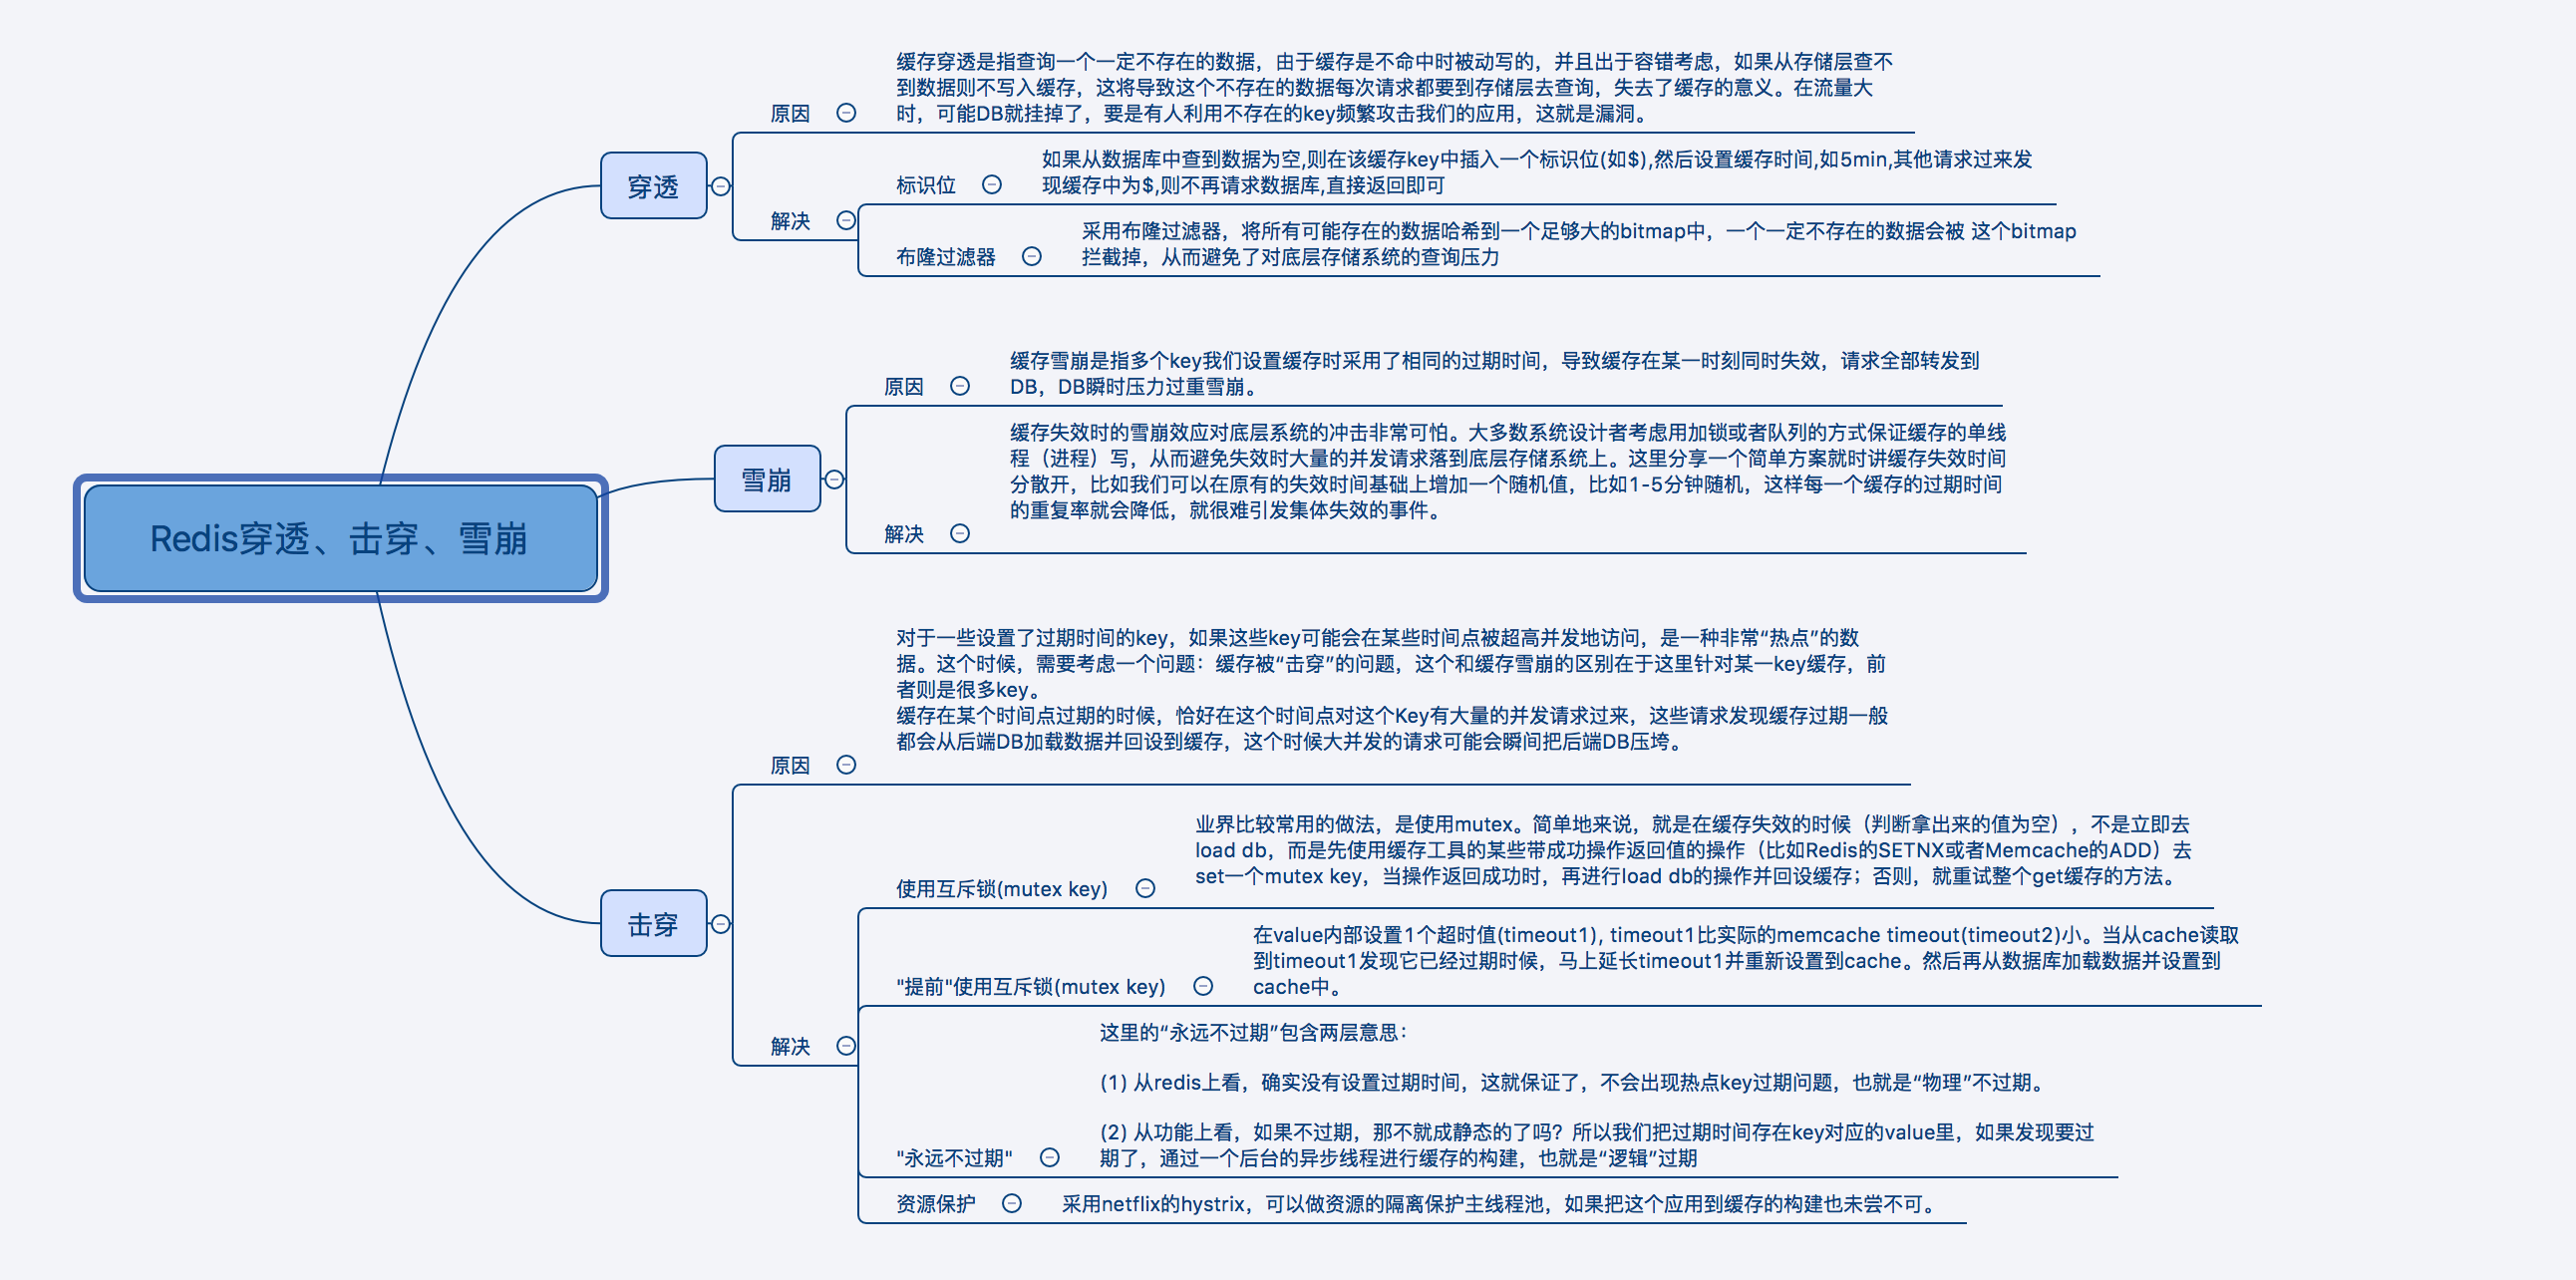 Redis穿透、击穿、雪崩
穿透
原因
缓存穿透是指查询一个一定不存在的数据，由于缓存是不命中时被动写的，并且出于容错考虑，如果从存储层查不
到数据则不写入缓存，这将导致这个不存在的数据每次请求都要到存储层去查询，失去了缓存的意义。在流量大
时，可能DB就挂掉了，要是有人利用不存在的key频繁攻击我们的应用，这就是漏洞。
解决
标识位
如果从数据库中查到数据为空,则在该缓存key中插入一个标识位(如$),然后设置缓存时间,如5min,其他请求过来发
现缓存中为$,则不再请求数据库,直接返回即可
布隆过滤器
采用布隆过滤器，将所有可能存在的数据哈希到一个足够大的bitmap中，一个一定不存在的数据会被 这个bitmap
拦截掉，从而避免了对底层存储系统的查询压力
雪崩
原因
缓存雪崩是指多个key我们设置缓存时采用了相同的过期时间，导致缓存在某一时刻同时失效，请求全部转发到
DB，DB瞬时压力过重雪崩。
解决
缓存失效时的雪崩效应对底层系统的冲击非常可怕。大多数系统设计者考虑用加锁或者队列的方式保证缓存的单线
程（进程）写，从而避免失效时大量的并发请求落到底层存储系统上。这里分享一个简单方案就时讲缓存失效时间
分散开，比如我们可以在原有的失效时间基础上增加一个随机值，比如1-5分钟随机，这样每一个缓存的过期时间
的重复率就会降低，就很难引发集体失效的事件。
击穿
原因
对于一些设置了过期时间的key，如果这些key可能会在某些时间点被超高并发地访问，是一种非常“热点”的数
据。这个时候，需要考虑一个问题：缓存被“击穿”的问题，这个和缓存雪崩的区别在于这里针对某一key缓存，前
者则是很多key。
缓存在某个时间点过期的时候，恰好在这个时间点对这个Key有大量的并发请求过来，这些请求发现缓存过期一般
都会从后端DB加载数据并回设到缓存，这个时候大并发的请求可能会瞬间把后端DB压垮。
解决
使用互斥锁(mutex key)
业界比较常用的做法，是使用mutex。简单地来说，就是在缓存失效的时候（判断拿出来的值为空），不是立即去
load db，而是先使用缓存工具的某些带成功操作返回值的操作（比如Redis的SETNX或者Memcache的ADD）去
set一个mutex key，当操作返回成功时，再进行load db的操作并回设缓存；否则，就重试整个get缓存的方法。
"提前"使用互斥锁(mutex key)
在value内部设置1个超时值(timeout1), timeout1比实际的memcache timeout(timeout2)小。当从cache读取
到timeout1发现它已经过期时候，马上延长timeout1并重新设置到cache。然后再从数据库加载数据并设置到
cache中。
"永远不过期"
这里的“永远不过期”包含两层意思：
(1) 从redis上看，确实没有设置过期时间，这就保证了，不会出现热点key过期问题，也就是“物理”不过期。
(2) 从功能上看，如果不过期，那不就成静态的了吗？所以我们把过期时间存在key对应的value里，如果发现要过
期了，通过一个后台的异步线程进行缓存的构建，也就是“逻辑”过期
资源保护
采用netflix的hystrix，可以做资源的隔离保护主线程池，如果把这个应用到缓存的构建也未尝不可。